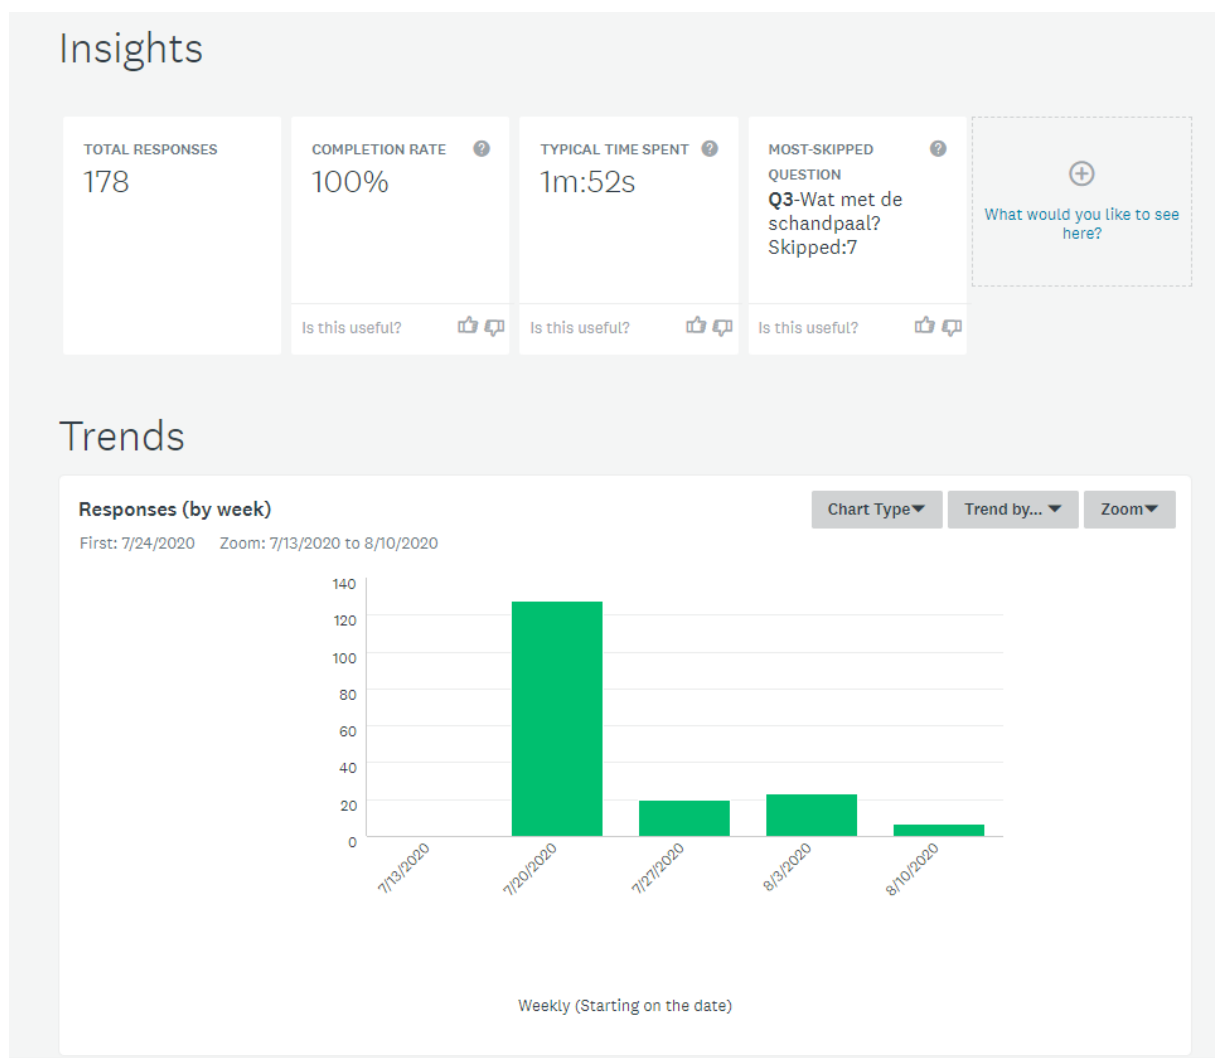 Insights
TOTAL RESPONSES
178
COMPLETION RATE
100%
Is this useful?
TYPICAL TIME SPENT
1m:52s
Is this useful?
MOST-SKIPPED
QUESTION
Q3-Wat met de
schandpaal?
Skipped:7
Is this useful?
What would you like to see
here?
Trends
Responses (by week)
Chart Type
Trend by...
Zoom
First: 7/24/2020 Zoom: 7/13/2020 to 8/10/2020
140
120
100
80
60
40
20
0
7/13/2020
7/20/2020
7/27/2020
8/3/2020
8/10/2020
Weekly (Starting on the date)